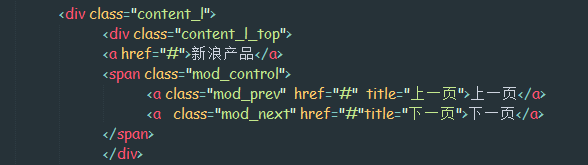 <div class="content_l">
<div class="content_l_top">
<a href="#">新浪产品</a>
<span class="mod_control">
<a class="mod_prev" href="#" title="上一页">上一页</a>
<a class="mod_next" href="#"title="下一页">下一页</a>
</span>
</div>